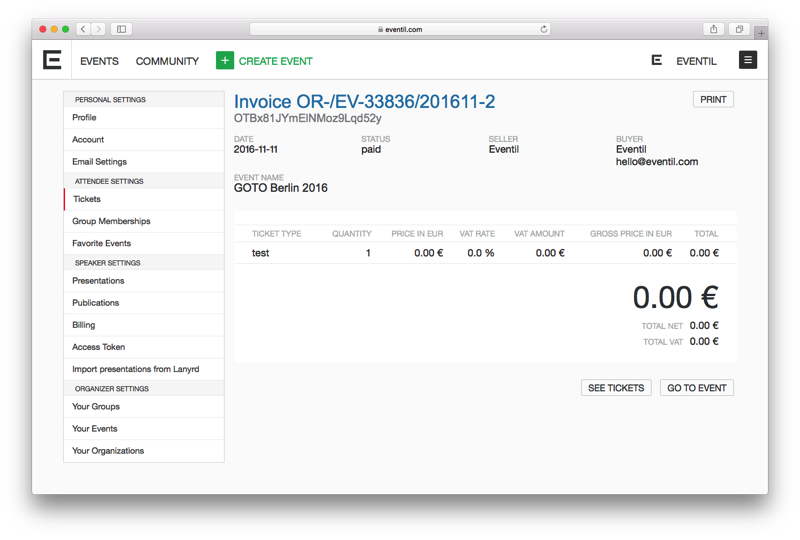 eventil.com
EVENTS COMMUNITY + CREATE EVENT EVENTIL
PERSONAL SETTINGS
Profile
Account
Email Settings
ATTENDEE SETTINGS
Tickets
Group Memberships
Favorite Events
SPEAKER SETTINGS
Presentations
Publications
Billing
Access Token
Import presentations from Lanyrd
ORGANIZER SETTINGS
Your Groups
Your Events
Your Organizations
Invoice OR-/EV-33836/201611-2
PRINT
OTBx81JYmElNMoz9Lqd52y
DATE STATUS SELLER BUYER
2016-11-11 paid Eventil Eventil
hello@eventil.com
EVENT NAME
GOTO Berlin 2016
TICKET TYPE QUANTITY PRICE IN EUR VAT RATE VAT AMOUNT GROSS PRICE IN EUR TOTAL
test 1 0.00 € 0.0 % 0.00 € 0.00 € 0.00 €
0.00 €
TOTAL NET 0.00 €
TOTAL VAT 0.00 €
SEE TICKETS GO TO EVENT